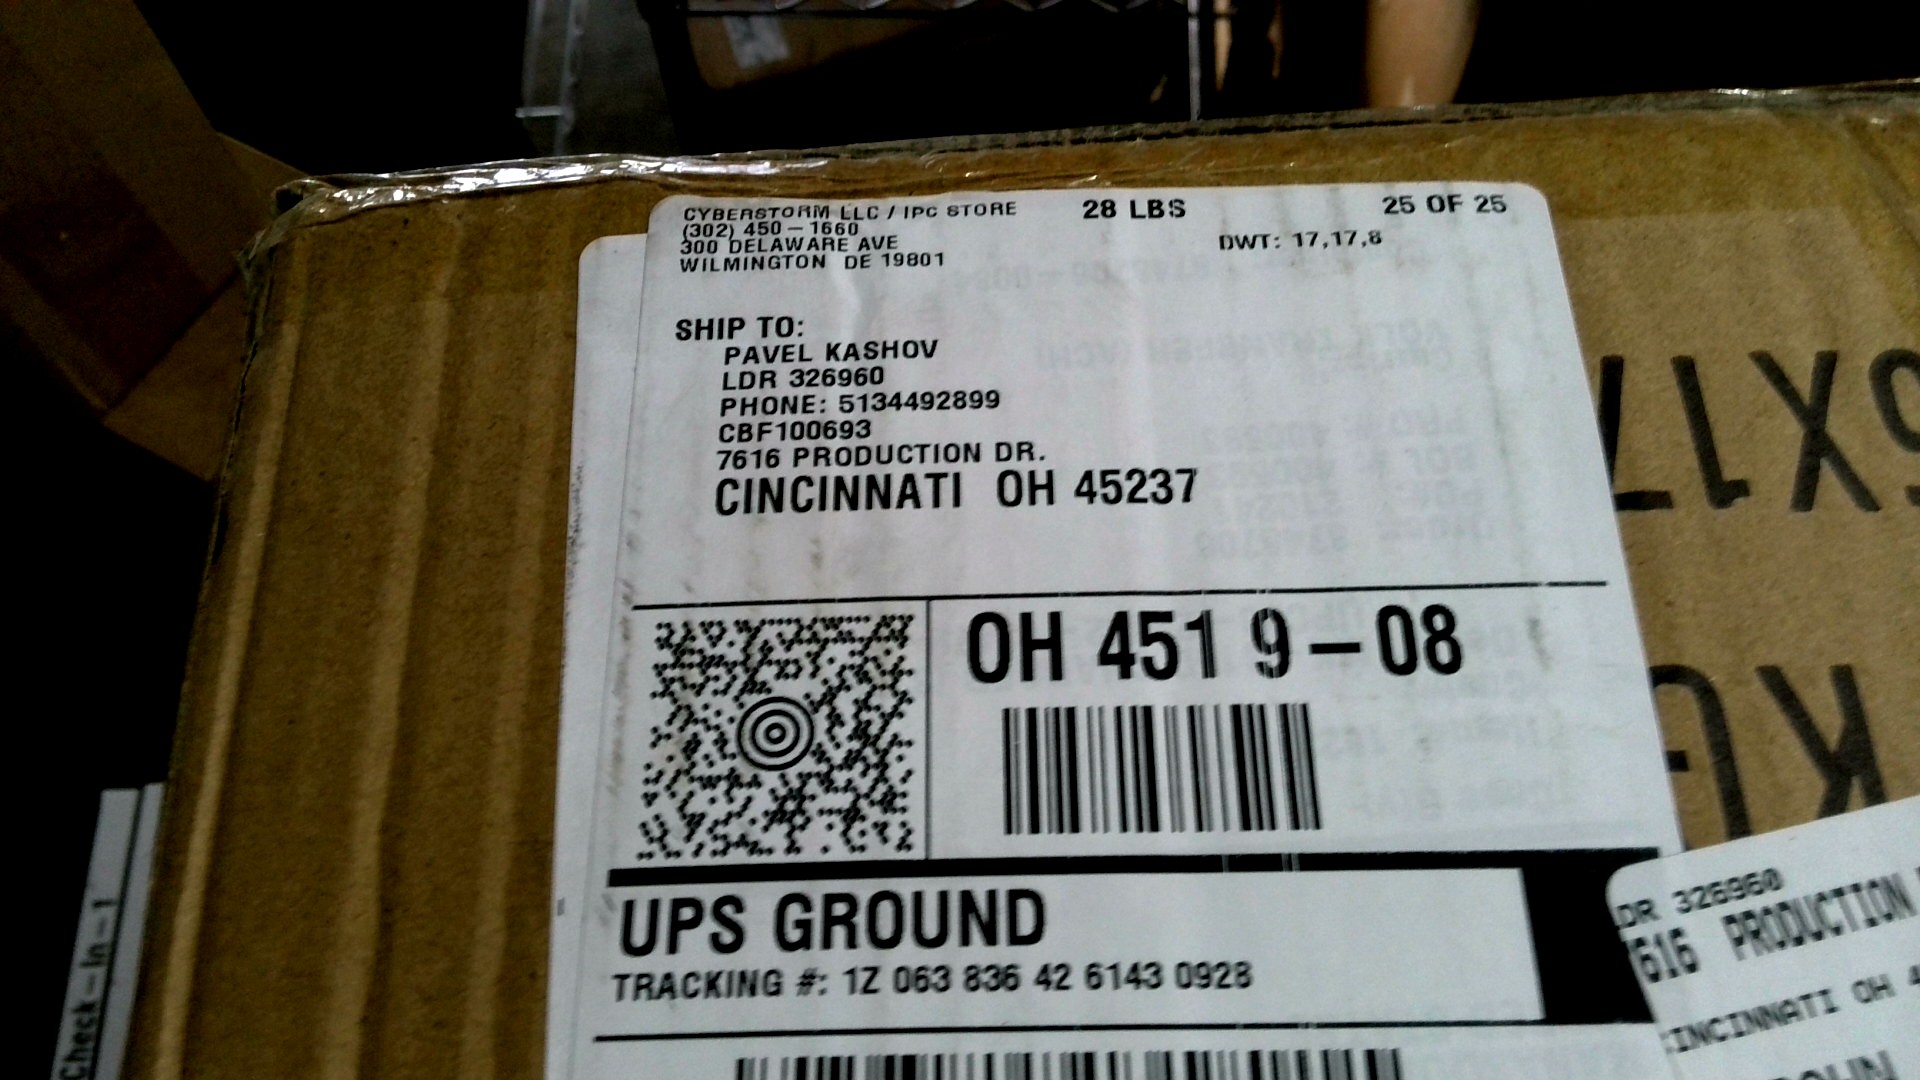 CYBERSTORM LLC / IPC STORE
(302) 450-1660
300 DELAWARE AVE
WILMINGTON DE 19801
28 LBS
25 OF 25
DWT: 17,17,8
SHIP TO:
PAVEL KASHOV
LDR 326960
PHONE: 5134492899
CBF100693
7616 PRODUCTION DR.
CINCINNATI OH 45237
OH 451 9-08
UPS GROUND
TRACKING #: 1Z 063 836 42 6143 0928
LDR 326960
7616 PRODUCTION
CINCINNATI OH 4
Check-In-1
X17
KG